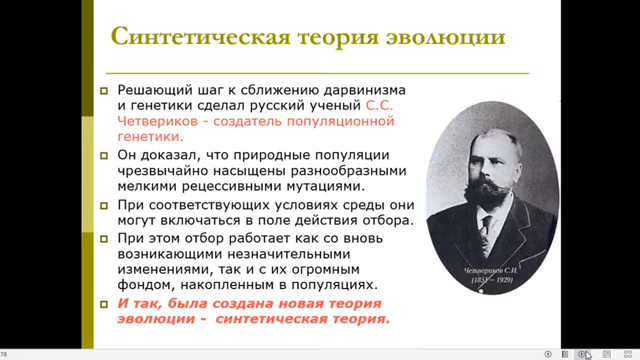 Синтетическая теория эволюции
Решающий шаг к сближению дарвинизма
и генетики сделал русский ученый С.С.
Четвериков - создатель популяционной
генетики.
Он доказал, что природные популяции
чрезвычайно насыщены разнообразными
мелкими рецессивными мутациями.
При соответствующих условиях среды они
могут включаться в поле действия отбора.
При этом отбор работает как со вновь
возникающими незначительными
изменениями, так и с их огромным
фондом, накопленным в популяциях.
И так, была создана новая теория
эволюции – синтетическая теория.
Четвериков С.И.
(1851 – 1929)
78